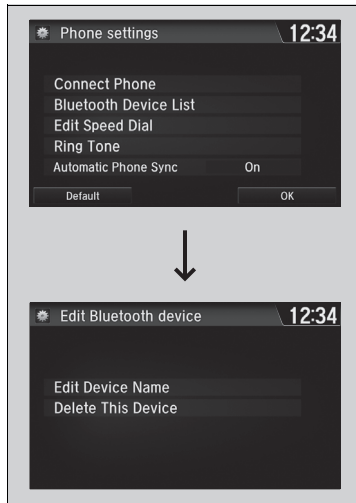 Phone settings 12:34
Connect Phone
Bluetooth Device List
Edit Speed Dial
Ring Tone
Automatic Phone Sync On
Default OK
Edit Bluetooth device 12:34
Edit Device Name
Delete This Device